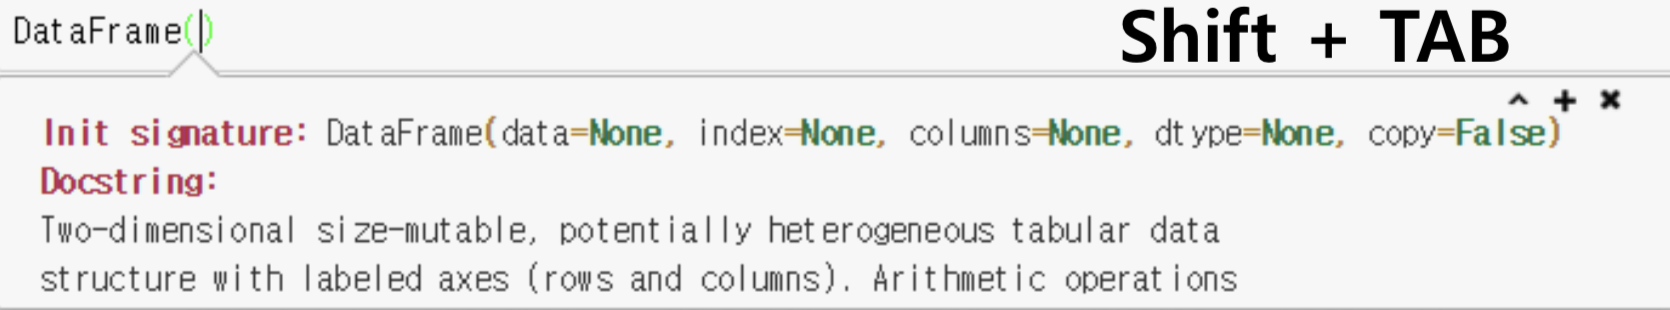 DataFrame()
Shift + TAB
Init signature: DataFrame(data=None, index=None, columns=None, dtype=None, copy=False)
Docstring:
Two-dimensional size-mutable, potentially heterogeneous tabular data
structure with labeled axes (rows and columns). Arithmetic operations